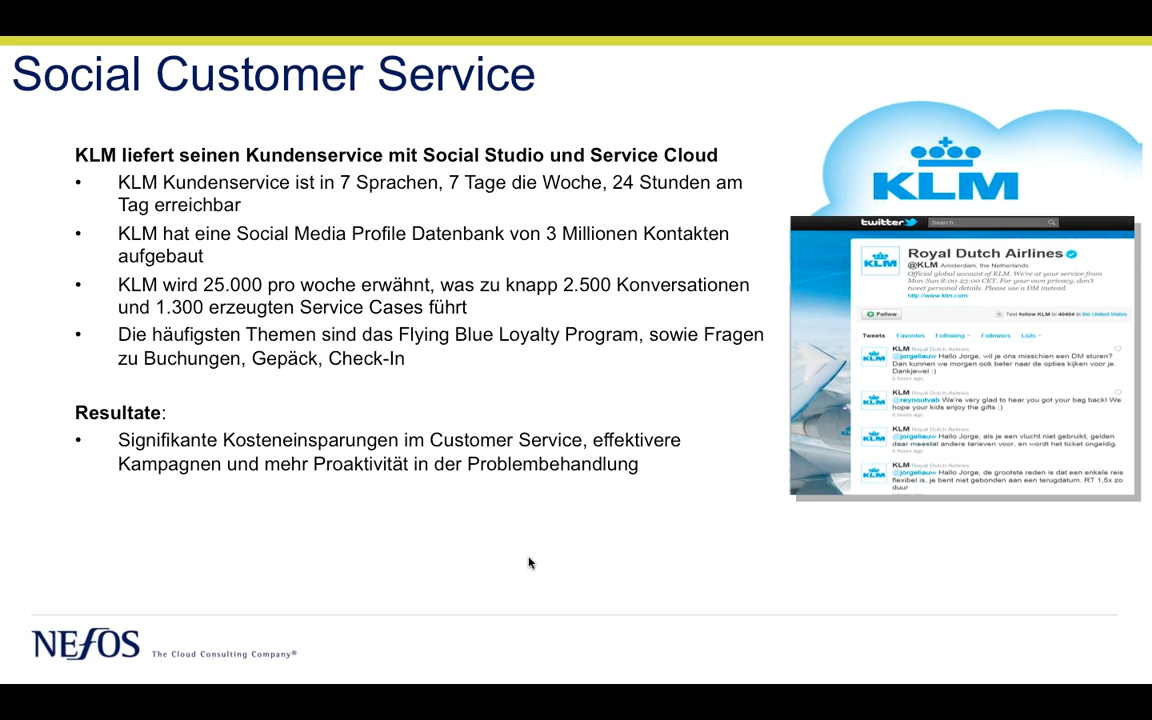 Social Customer Service
KLM liefert seinen Kundenservice mit Social Studio und Service Cloud
• KLM Kundenservice ist in 7 Sprachen, 7 Tage die Woche, 24 Stunden am
Tag erreichbar
• KLM hat eine Social Media Profile Datenbank von 3 Millionen Kontakten
aufgebaut
• KLM wird 25.000 pro woche erwähnt, was zu knapp 2.500 Konversationen
und 1.300 erzeugten Service Cases führt
• Die häufigsten Themen sind das Flying Blue Loyalty Program, sowie Fragen
zu Buchungen, Gepäck, Check-In
Resultate:
• Signifikante Kosteneinsparungen im Customer Service, effektivere
Kampagnen und mehr Proaktivität in der Problembehandlung
KLM
twitter Search
KLM
Royal Dutch Airlines
@KLM Amsterdam, the Netherlands
Official global account of KLM. We're at your service from
Mon-Sun 8:00-23:00 CET. For your own privacy, don't
tweet personal details. Please use a DM instead.
http://www.klm.com
Follow
Text follow KLM to 40404 in the United States
Tweets Favorites Following Followers Lists
KLM Royal Dutch Airlines
@jorgeliauw Hallo Jorge, wil je ons misschien een DM sturen?
Dan kunnen we morgen ook beter naar de opties kijken voor je.
Dankjewel :)
6 hours ago
KLM Royal Dutch Airlines
@reynoutvab We're very glad to hear you got your bag back! We
hope your kids enjoy the gifts :)
6 hours ago
KLM Royal Dutch Airlines
@jorgeliauw Hallo Jorge, als je een vlucht niet gebruikt, gelden
daar meestal andere tarieven voor, en wordt het ticket ongeldig.
6 hours ago
KLM Royal Dutch Airlines
@jorgeliauw Hallo Jorge, de grootste reden is dat een enkele reis
flexibel is, je bent niet gebonden aan een terugdatum. RT 1,5x zo
duur
NEFOS The Cloud Consulting Company®